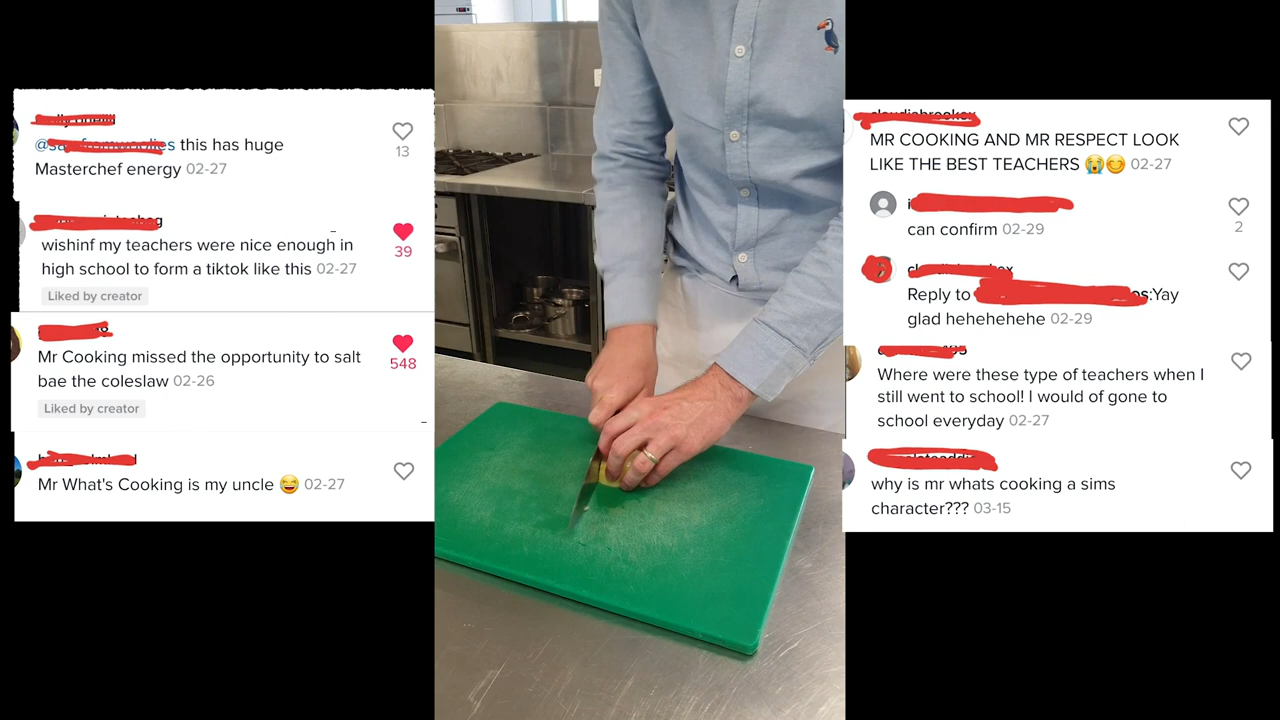 this has huge
Masterchef energy 02-27
13
wishinf my teachers were nice enough in
high school to form a tiktok like this 02-27
39
Liked by creator
Mr Cooking missed the opportunity to salt
bae the coleslaw 02-26
548
Liked by creator
Mr What's Cooking is my uncle 😆 02-27
MR COOKING AND MR RESPECT LOOK
LIKE THE BEST TEACHERS 😭😊 02-27
can confirm 02-29
2
Reply to :Yay
glad hehehehehe 02-29
Where were these type of teachers when I
still went to school! I would of gone to
school everyday 02-27
why is mr whats cooking a sims
character??? 03-15